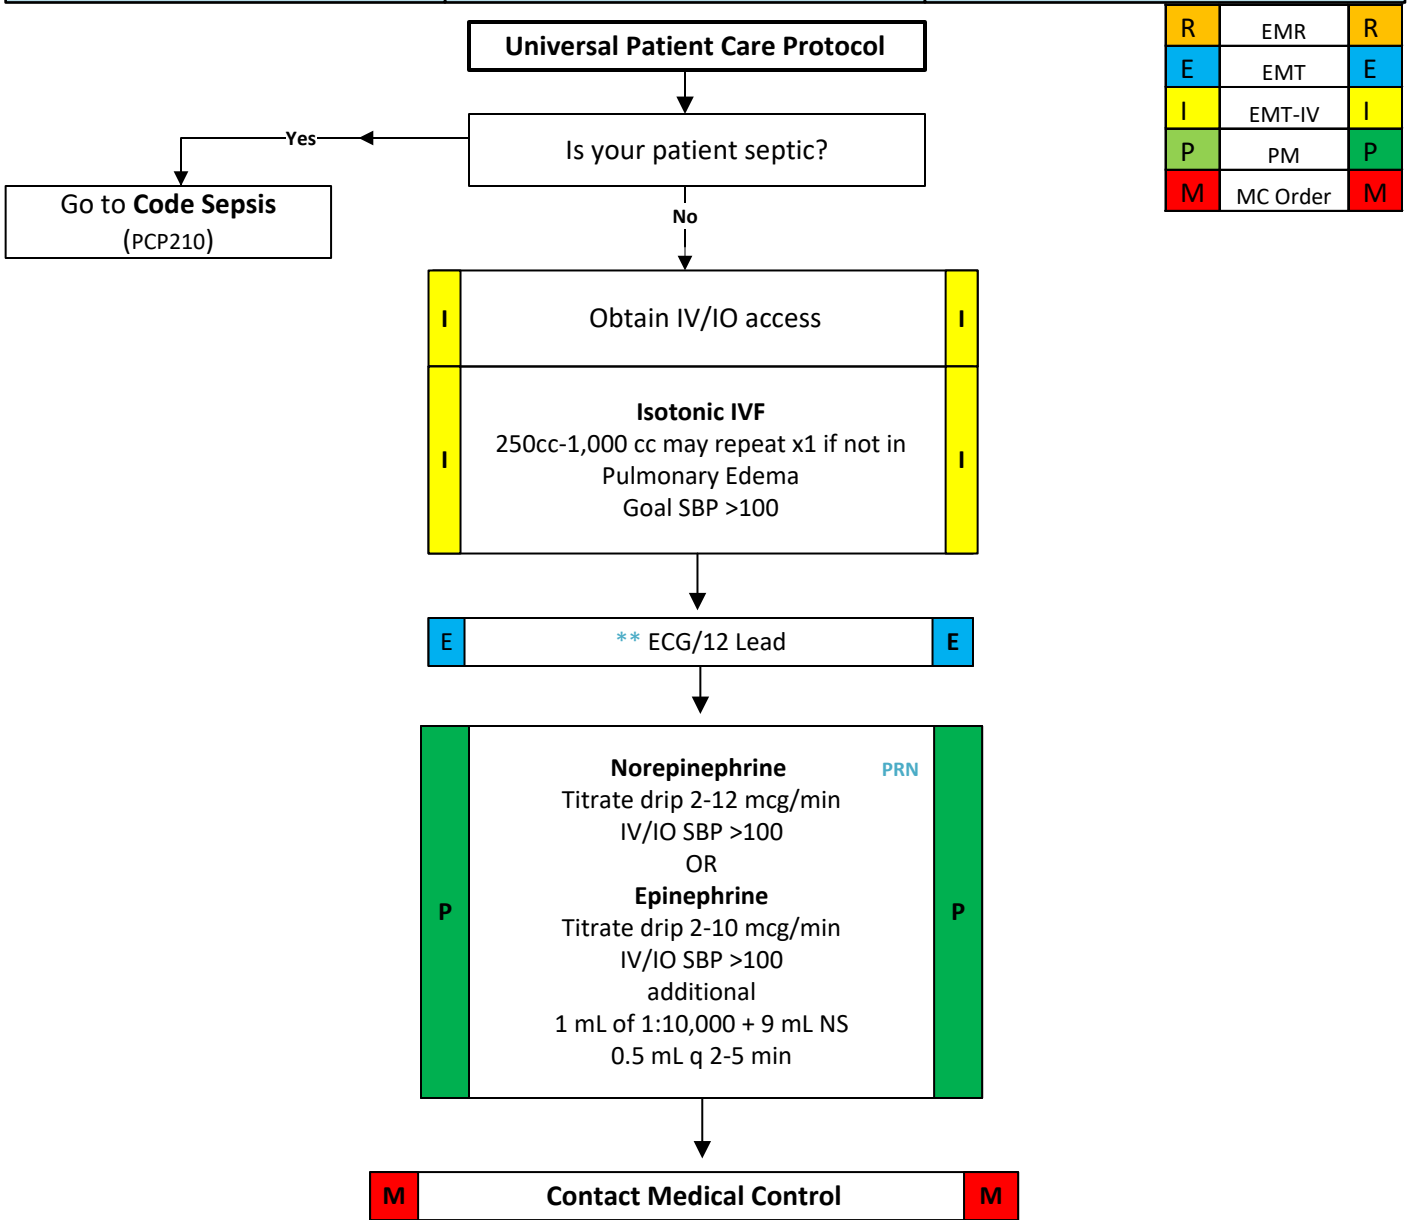 Universal Patient Care Protocol
R EMR R
E EMT E
I EMT-IV I
P PM P
M MC Order M
Is your patient septic?
Yes
Go to Code Sepsis
(PCP210)
No
I Obtain IV/IO access I
Isotonic IVF
250cc-1,000 cc may repeat x1 if not in
I I
Pulmonary Edema
Goal SBP >100
E ** ECG/12 Lead E
Norepinephrine PRN
Titrate drip 2-12 mcg/min
IV/IO SBP >100
OR
Epinephrine
P P
Titrate drip 2-10 mcg/min
IV/IO SBP >100
additional
1 mL of 1:10,000 + 9 mL NS
0.5 mL q 2-5 min
M Contact Medical Control M